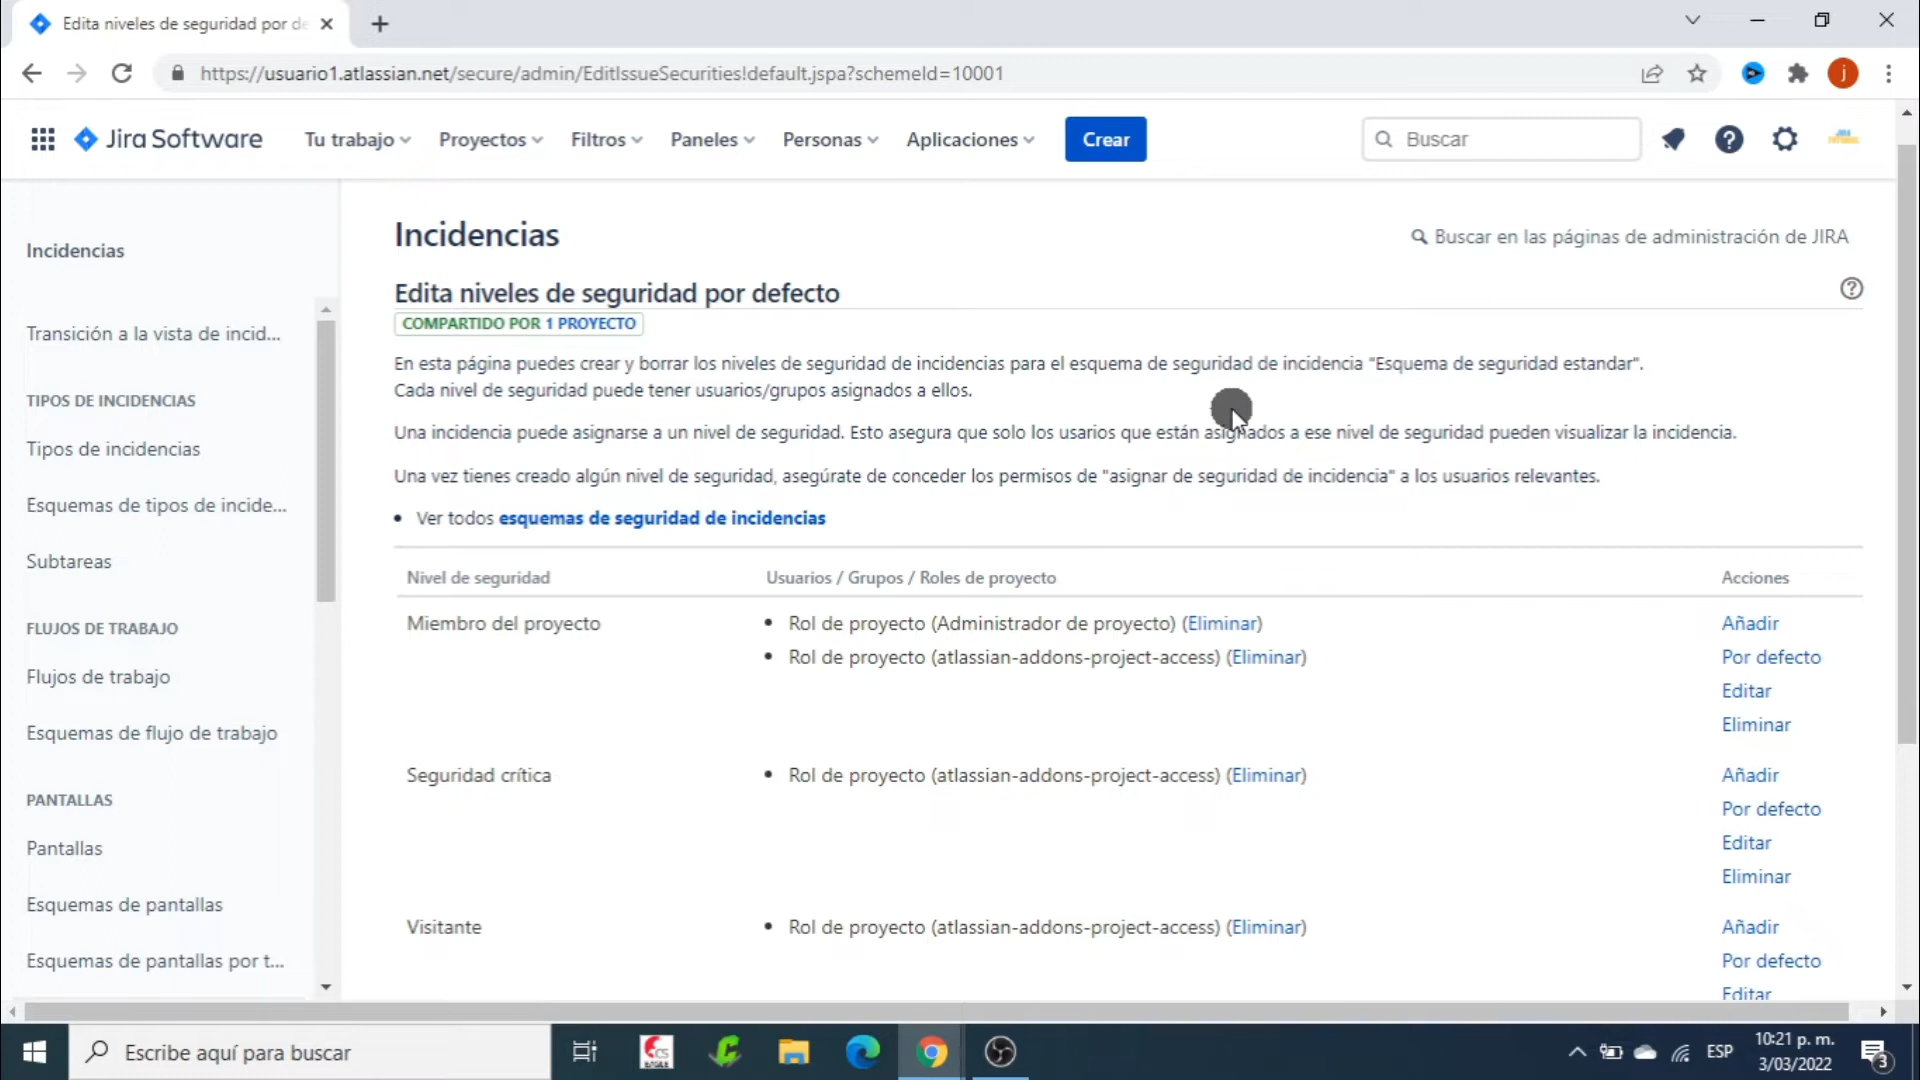 Edita niveles de seguridad por de
https://usuario1.atlassian.net/secure/admin/EditIssueSecurities!default.jspa?schemeId=10001
j
Jira Software
Tu trabajo
Proyectos
Filtros
Paneles
Personas
Aplicaciones
Crear
Buscar
Incidencias
Transición a la vista de incid...
TIPOS DE INCIDENCIAS
Tipos de incidencias
Esquemas de tipos de incide...
Subtareas
FLUJOS DE TRABAJO
Flujos de trabajo
Esquemas de flujo de trabajo
PANTALLAS
Pantallas
Esquemas de pantallas
Esquemas de pantallas por t...
Incidencias
Buscar en las páginas de administración de JIRA
Edita niveles de seguridad por defecto
COMPARTIDO POR 1 PROYECTO
En esta página puedes crear y borrar los niveles de seguridad de incidencias para el esquema de seguridad de incidencia "Esquema de seguridad estandar".
Cada nivel de seguridad puede tener usuarios/grupos asignados a ellos.
Una incidencia puede asignarse a un nivel de seguridad. Esto asegura que solo los usarios que están asignados a ese nivel de seguridad pueden visualizar la incidencia.
Una vez tienes creado algún nivel de seguridad, asegúrate de conceder los permisos de "asignar de seguridad de incidencia" a los usuarios relevantes.
• Ver todos esquemas de seguridad de incidencias
Nivel de seguridad Usuarios / Grupos / Roles de proyecto Acciones
Miembro del proyecto • Rol de proyecto (Administrador de proyecto) (Eliminar) Añadir
• Rol de proyecto (atlassian-addons-project-access) (Eliminar) Por defecto
Editar
Eliminar
Seguridad crítica • Rol de proyecto (atlassian-addons-project-access) (Eliminar) Añadir
Por defecto
Editar
Eliminar
Visitante • Rol de proyecto (atlassian-addons-project-access) (Eliminar) Añadir
Por defecto
Editar
Escribe aquí para buscar
ESP
10:21 p. m.
3/03/2022
3